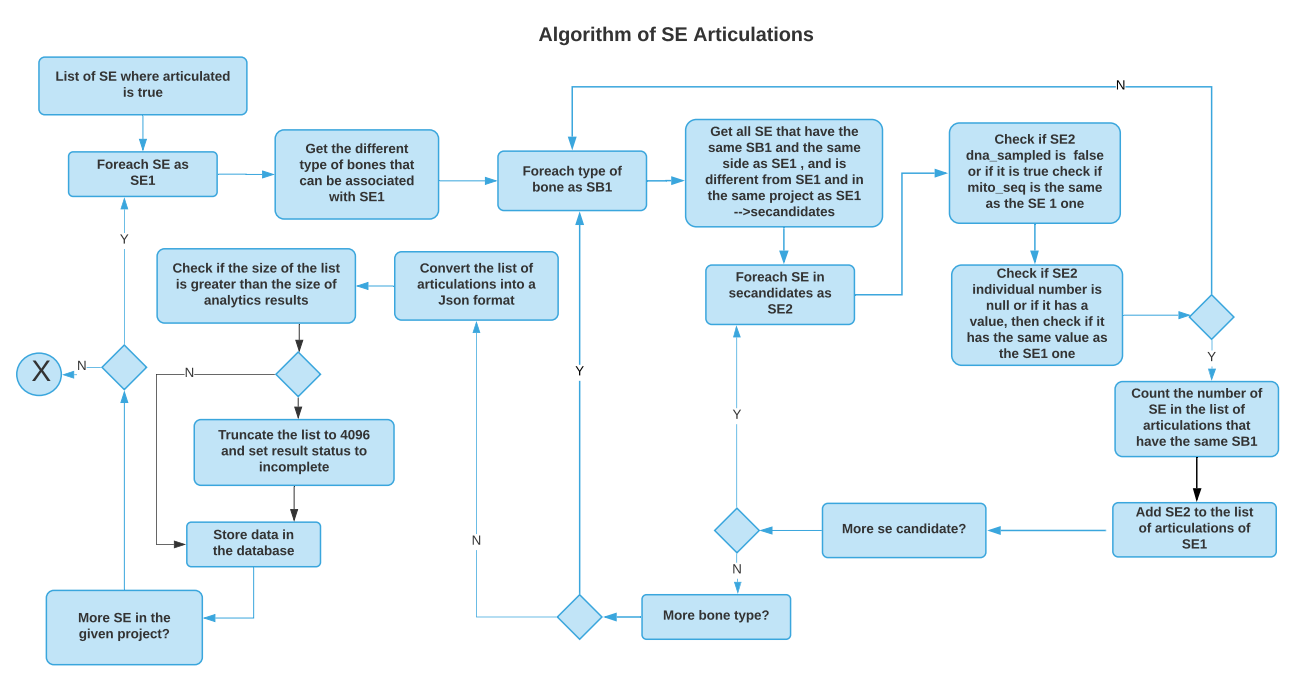 Algorithm of SE Articulations
List of SE where articulated
is true
Foreach SE as
SE1
Get the different
type of bones that
can be associated
with SE1
Foreach type of
bone as SB1
Get all SE that have the
same SB1 and the same
side as SE1 , and is
different from SE1 and in
the same project as SE1
-->secandidates
Foreach SE in
secandidates as
SE2
Check if SE2
dna_sampled is  false
or if it is true check if
mito_seq is the same
as the SE 1 one
Check if SE2
individual number is
null or if it has a
value, then check if it
has the same value as
the SE1 one
N
Y
Count the number of
SE in the list of
articulations that
have the same SB1
Add SE2 to the list
of articulations of
SE1
More se candidate?
Y
N
More bone type?
Y
N
Convert the list of
articulations into a
Json format
Check if the size of the list
is greater than the size of
analytics results
N
Truncate the list to 4096
and set result status to
incomplete
Store data in
the database
More SE in the
given project?
Y
N
X